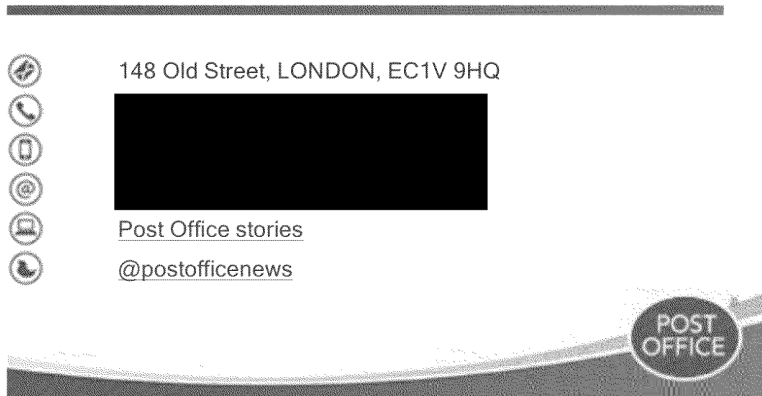 148 Old Street, LONDON, EC1V 9HQ
Post Office stories
@postofficenews
POST
OFFICE